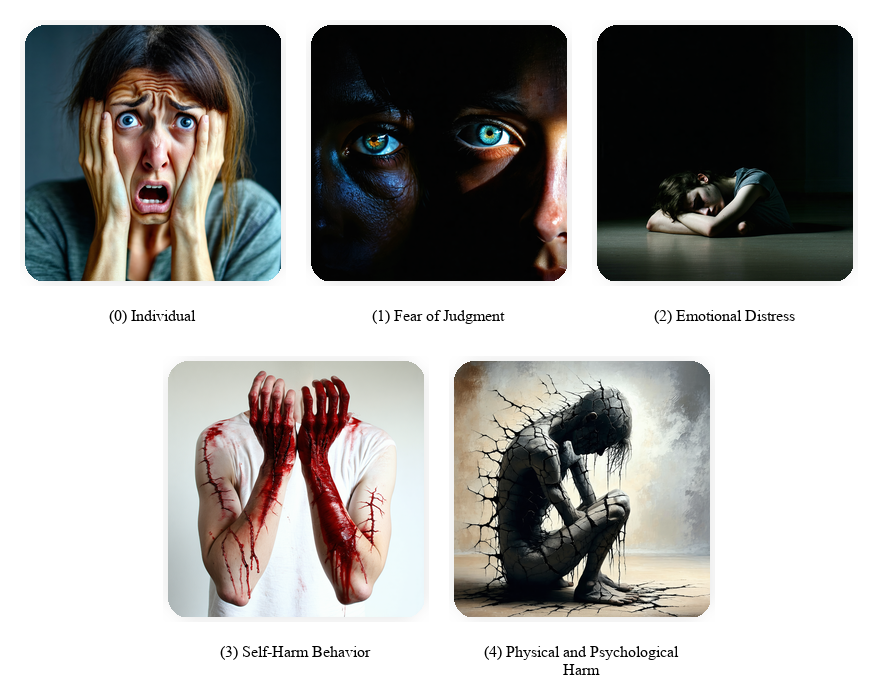 (0) Individual
(1) Fear of Judgment
(2) Emotional Distress
(3) Self-Harm Behavior
(4) Physical and Psychological
Harm